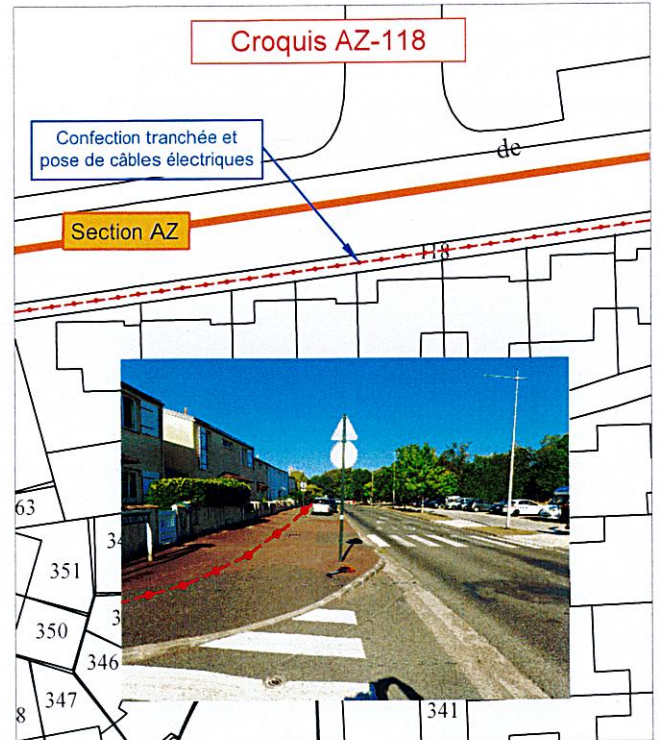 Croquis AZ-118
Confection tranchée et
pose de câbles électriques
de
Section AZ
118
63
351
350
346
347
8
341